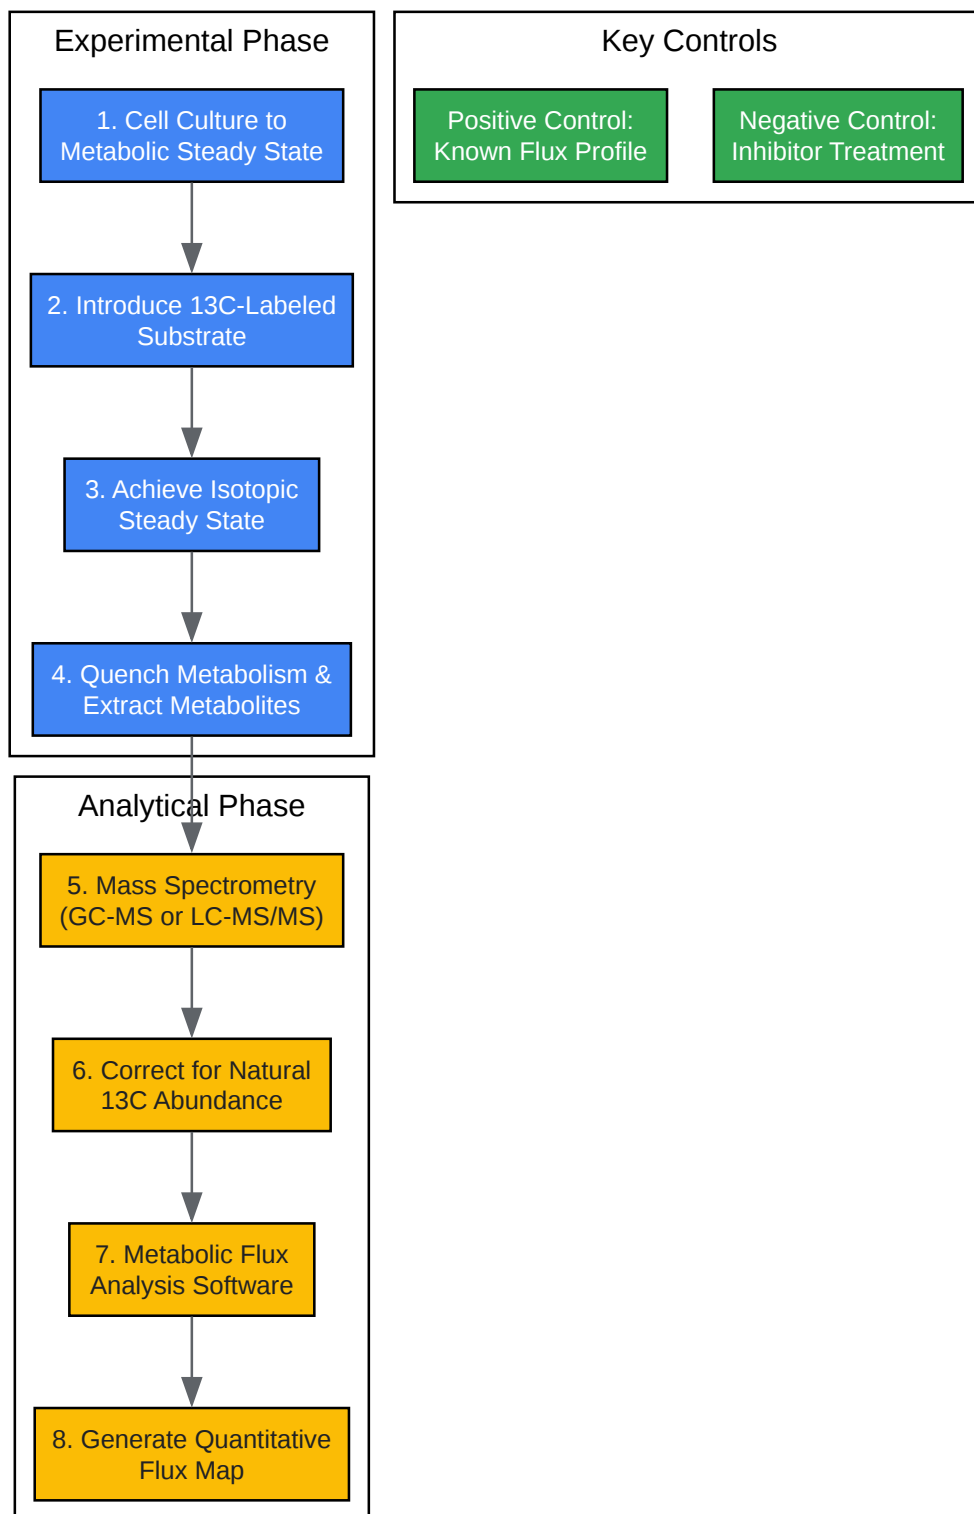 Experimental Phase
1. Cell Culture to
Metabolic Steady State
2. Introduce 13C-Labeled
Substrate
3. Achieve Isotopic
Steady State
4. Quench Metabolism &
Extract Metabolites
Analytical Phase
5. Mass Spectrometry
(GC-MS or LC-MS/MS)
6. Correct for Natural
13C Abundance
7. Metabolic Flux
Analysis Software
8. Generate Quantitative
Flux Map
Key Controls
Positive Control:
Known Flux Profile
Negative Control:
Inhibitor Treatment